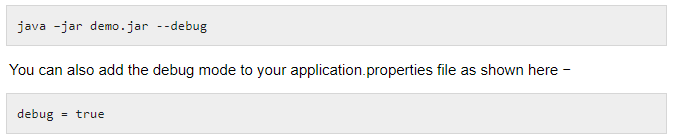 java –jar demo.jar --debug
You can also add the debug mode to your application.properties file as shown here −
debug = true